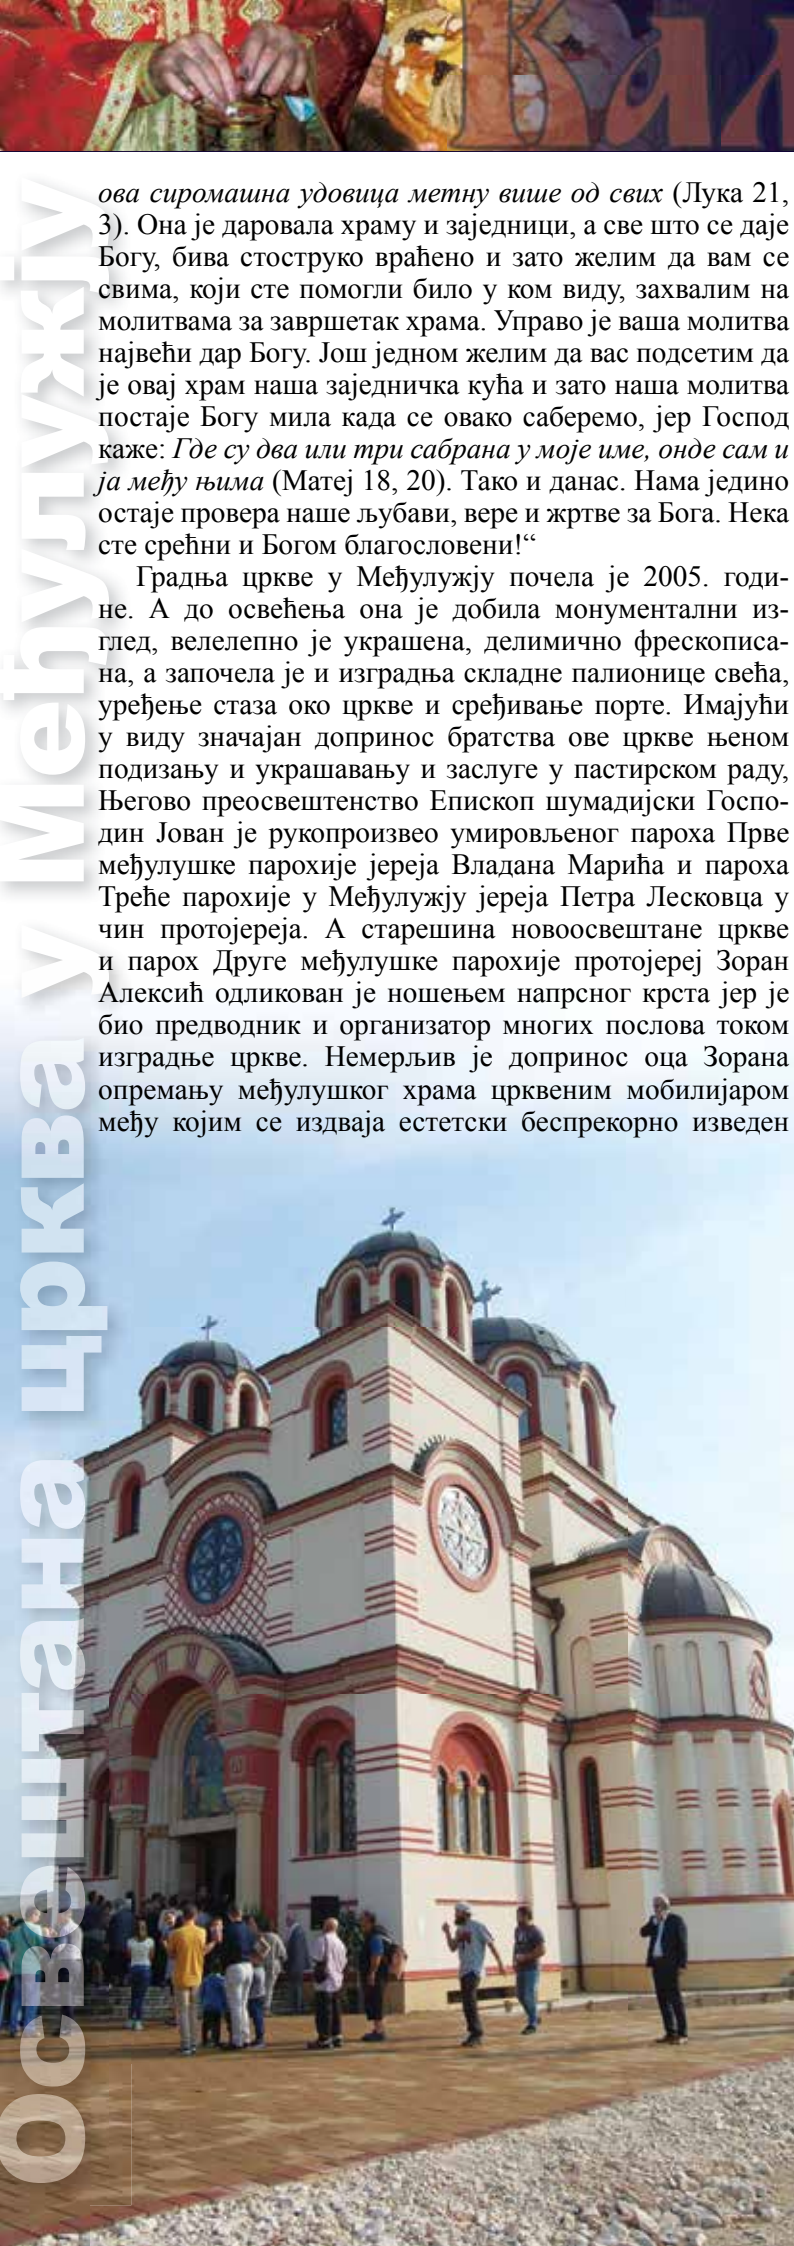 Кал
Освештана црква у Међулужју
ова сиромашна удовица метну више од свих (Лука 21,
3). Она је даровала храму и заједници, а све што се даје
Богу, бива стоструко враћено и зато желим да вам се
свима, који сте помогли било у ком виду, захвалим на
молитвама за завршетак храма. Управо је ваша молитва
највећи дар Богу. Још једном желим да вас подсетим да
је овај храм наша заједничка кућа и зато наша молитва
постаје Богу мила када се овако саберемо, јер Господ
каже: Где су два или три сабрана у моје име, онде сам и
ја међу њима (Матеј 18, 20). Тако и данас. Нама једино
остаје провера наше љубави, вере и жртве за Бога. Нека
сте срећни и Богом благословени!“
Градња цркве у Међулужју почела је 2005. годи-
не. А до освећења она је добила монументални из-
глед, велелепно је украшена, делимично фрескописа-
на, а започела је и изградња складне палионице свећа,
уређење стаза око цркве и сређивање порте. Имајући
у виду значајан допринос братства ове цркве њеном
подизању и украшавању и заслуге у пастирском раду,
Његово преосвештенство Епископ шумадијски Госпо-
дин Јован је рукопроизвео умировљеног пароха Прве
међулушке парохије јереја Владана Марића и пароха
Треће парохије у Међулужју јереја Петра Лесковца у
чин протојереја. А старешина новоосвештане цркве
и парох Друге међулушке парохије протојереј Зоран
Алексић одликован је ношењем напрсног крста јер је
био предводник и организатор многих послова током
изградње цркве. Немерљив је допринос оца Зорана
опремању међулушког храма црквеним мобилијаром
међу којим се издваја естетски беспрекорно изведен